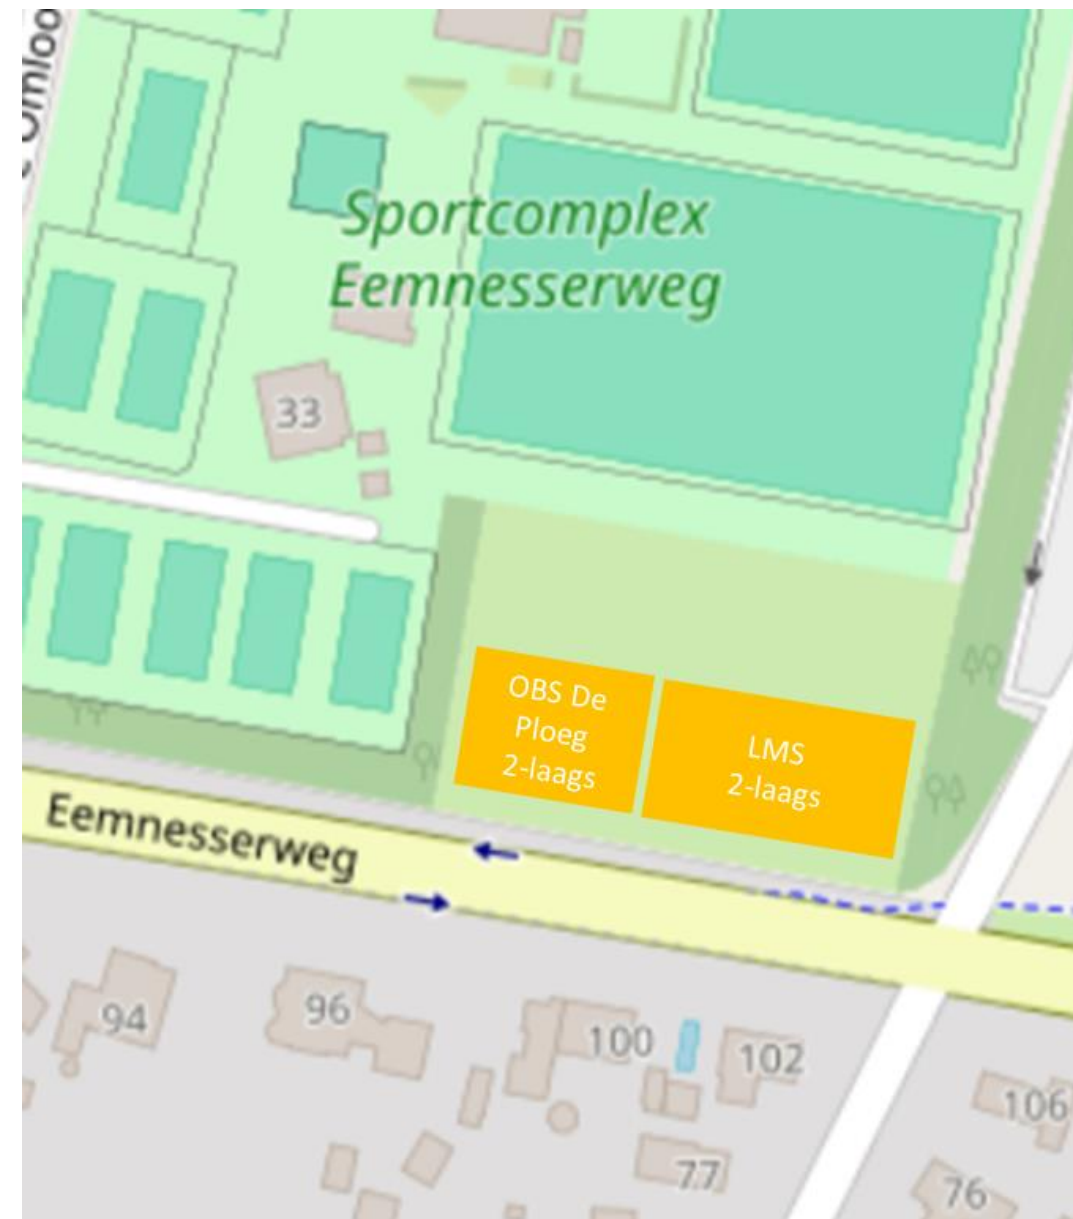 e Omloo
Sportcomplex
Eemnesserweg
33
OBS De
Ploeg
2-laags
LMS
2-laags
Eemnesserweg
94
96
100
102
106
77
76